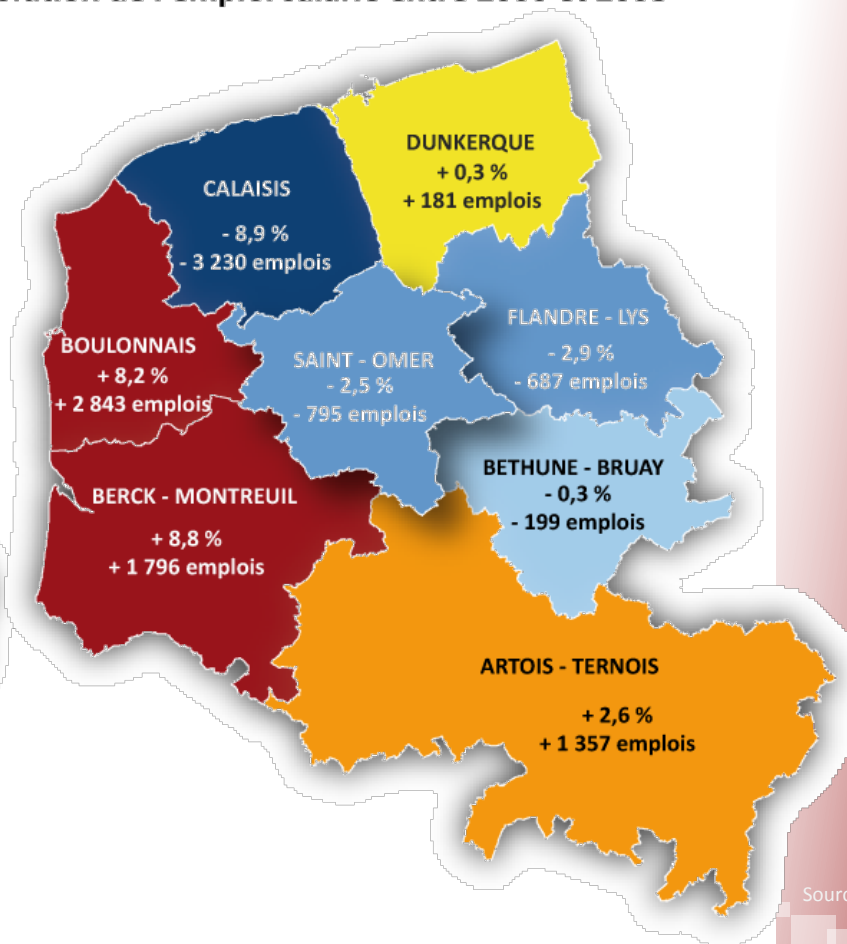 CALAISIS
- 8,9 %
- 3 230 emplois
DUNKERQUE
+ 0,3 %
+ 181 emplois
BOULONNAIS
+ 8,2 %
+ 2 843 emplois
SAINT - OMER
- 2,5 %
- 795 emplois
FLANDRE - LYS
- 2,9 %
- 687 emplois
BERCK - MONTREUIL
+ 8,8 %
+ 1 796 emplois
BETHUNE - BRUAY
- 0,3 %
- 199 emplois
ARTOIS - TERNOIS
+ 2,6 %
+ 1 357 emplois